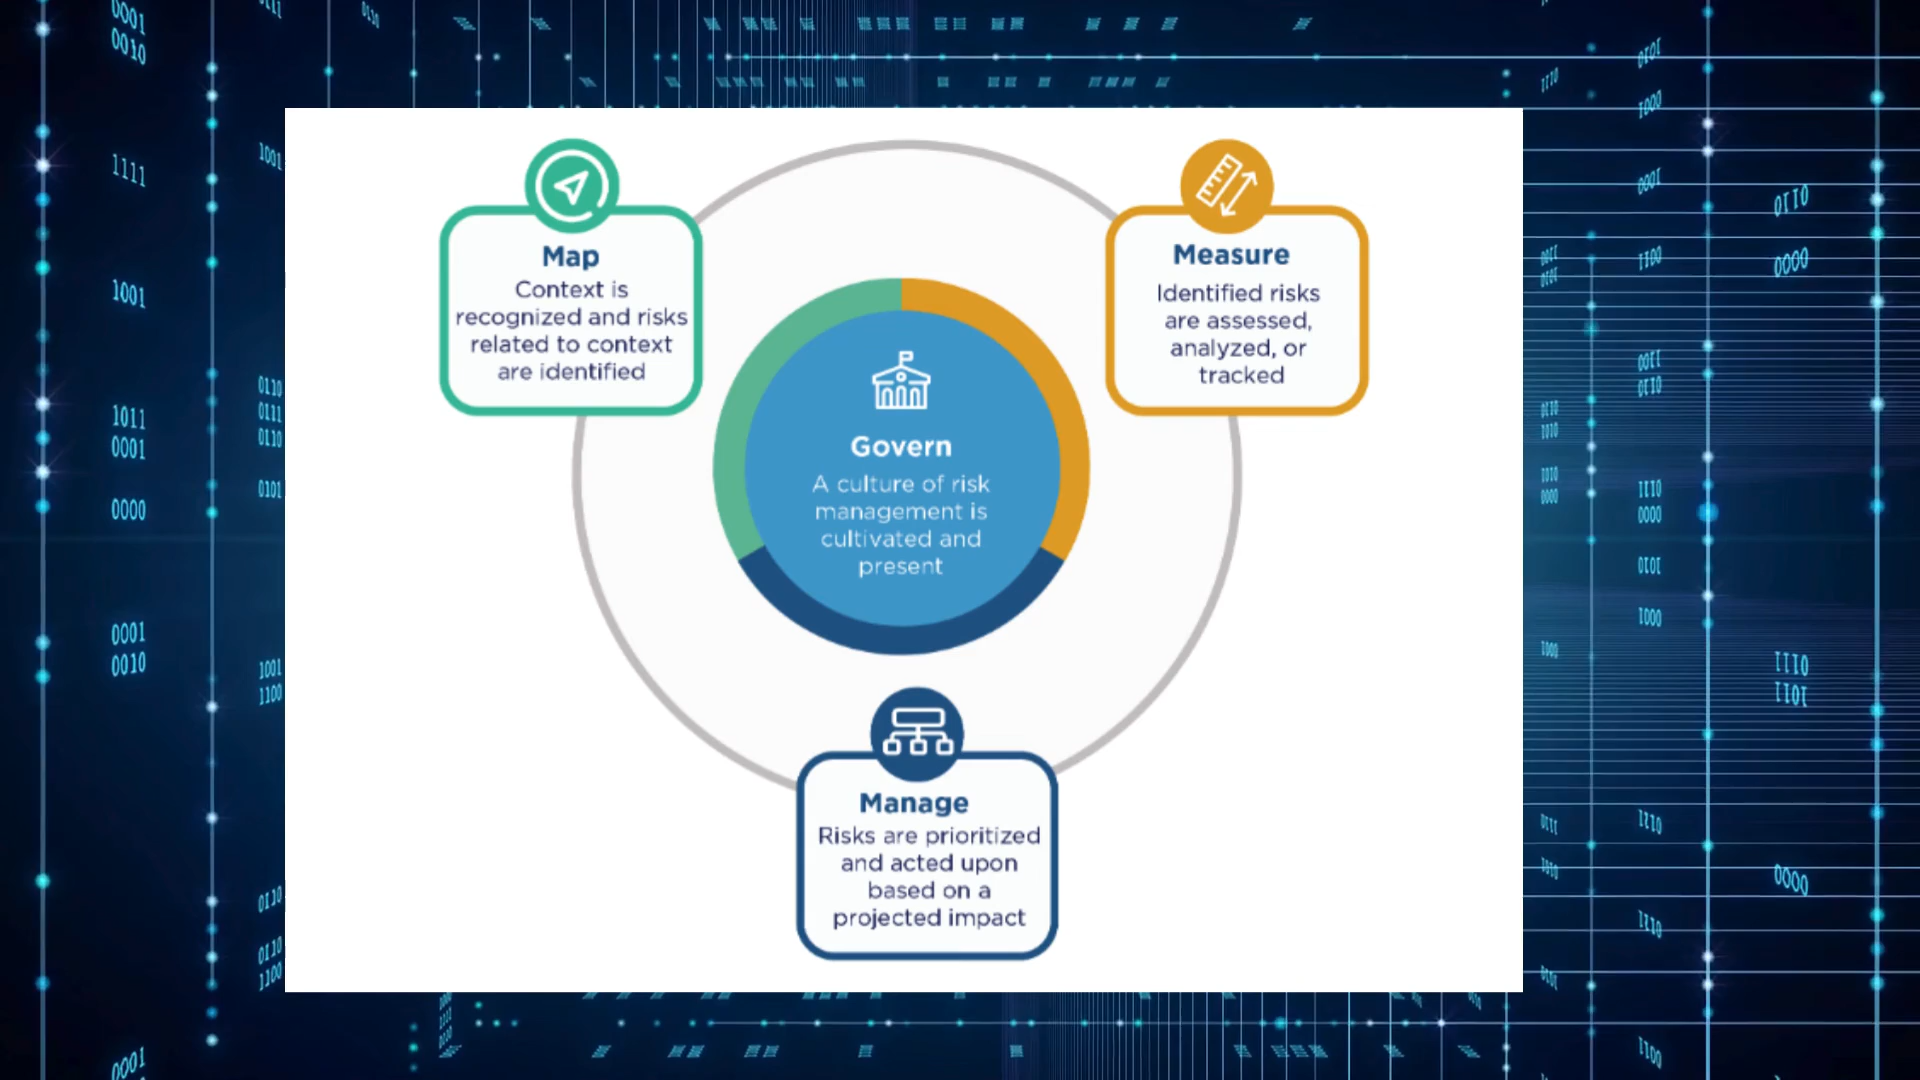 Map
Context is
recognized and risks
related to context
are identified
Measure
Identified risks
are assessed,
analyzed, or
tracked
Govern
A culture of risk
management is
cultivated and
present
Manage
Risks are prioritized
and acted upon
based on a
projected impact